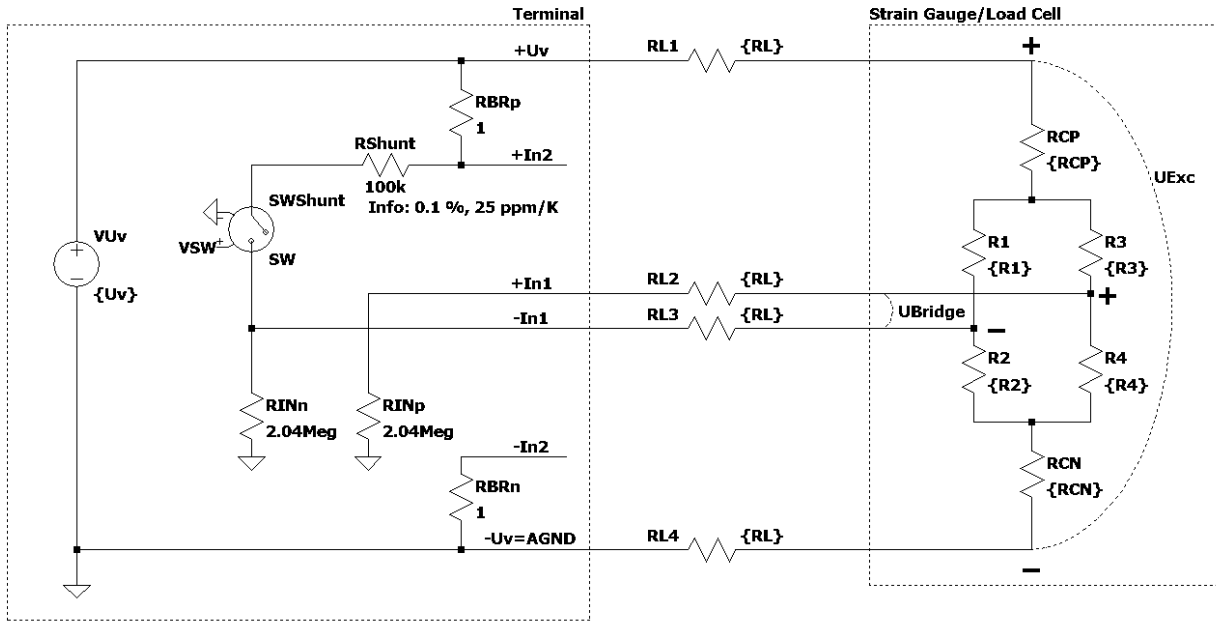 Terminal
Strain Gauge/Load Cell
+Uv
RL1
{RL}
+
RBRp
1
RCP
{RCP}
RShunt
+In2
100k
Info: 0.1 %, 25 ppm/K
UExc
SWShunt
VSW
+
SW
VUv
+
−
{Uv}
R1
{R1}
R3
{R3}
+In1
RL2
{RL}
+
-In1
RL3
{RL}
UBridge
−
R2
{R2}
R4
{R4}
RINn
2.04Meg
RINp
2.04Meg
-In2
RBRn
1
RCN
{RCN}
-Uv=AGND
RL4
{RL}
−